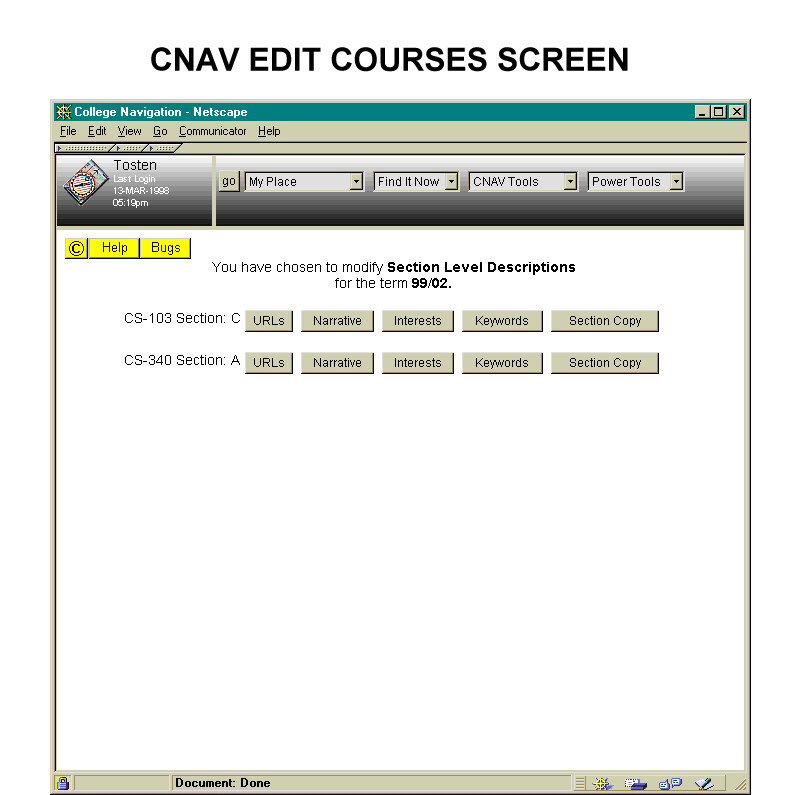 CNAV EDIT COURSES SCREEN
College Navigation - Netscape
File Edit View Go Communicator Help
Tosten
Last Login
13-MAR-1998
05:19pm
go My Place Find It Now CNAV Tools Power Tools
© Help Bugs
You have chosen to modify Section Level Descriptions
for the term 99/02.
CS-103 Section: C URLs Narrative Interests Keywords Section Copy
CS-340 Section: A URLs Narrative Interests Keywords Section Copy
Document: Done